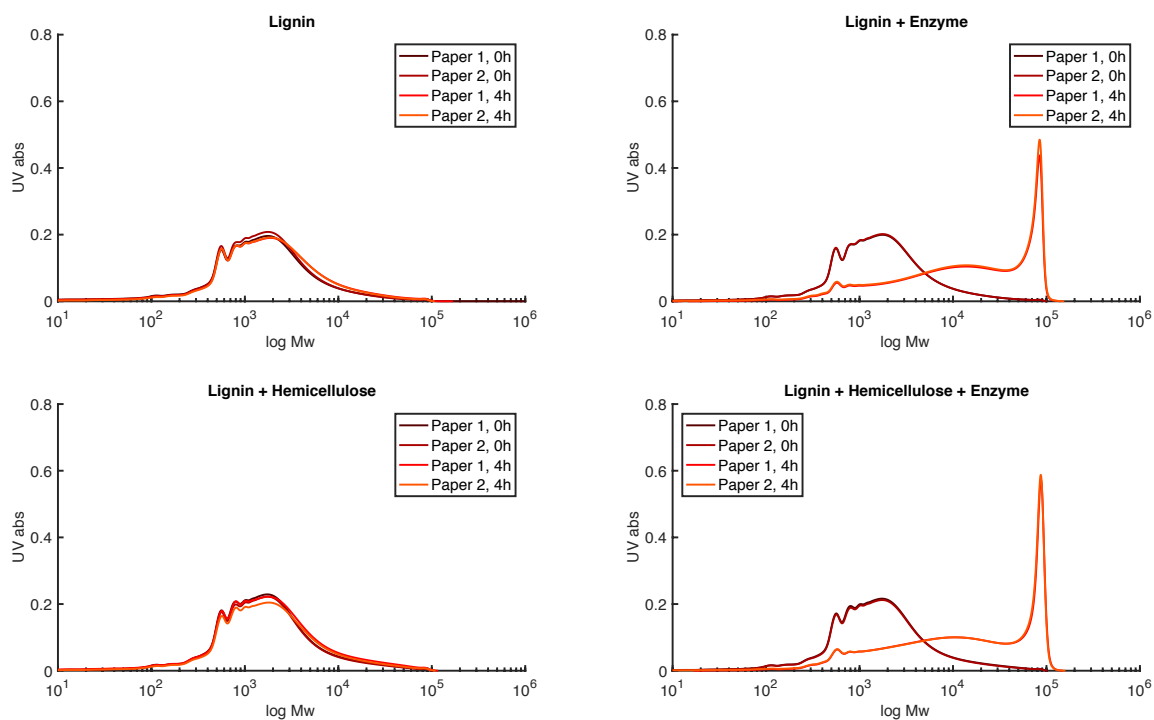 Lignin
0.8
0.6
0.4
0.2
0
UV abs
10^1
10^2
10^3
10^4
10^5
10^6
log Mw
Paper 1, 0h
Paper 2, 0h
Paper 1, 4h
Paper 2, 4h
Lignin + Enzyme
0.8
0.6
0.4
0.2
0
UV abs
10^1
10^2
10^3
10^4
10^5
10^6
log Mw
Paper 1, 0h
Paper 2, 0h
Paper 1, 4h
Paper 2, 4h
Lignin + Hemicellulose
0.8
0.6
0.4
0.2
0
UV abs
10^1
10^2
10^3
10^4
10^5
10^6
log Mw
Paper 1, 0h
Paper 2, 0h
Paper 1, 4h
Paper 2, 4h
Lignin + Hemicellulose + Enzyme
0.8
0.6
0.4
0.2
0
UV abs
10^1
10^2
10^3
10^4
10^5
10^6
log Mw
Paper 1, 0h
Paper 2, 0h
Paper 1, 4h
Paper 2, 4h